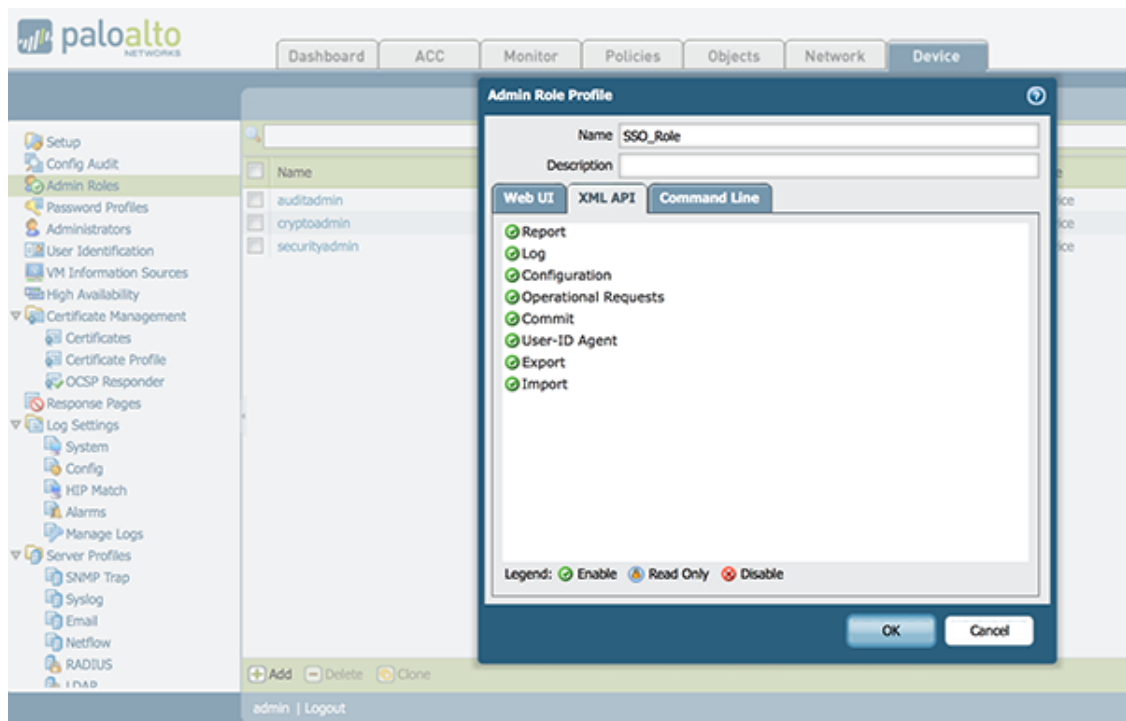 paloalto
NETWORKS
Dashboard ACC Monitor Policies Objects Network Device
Admin Role Profile
Name SSO_Role
Description
Web UI XML API Command Line
Report
Log
Configuration
Operational Requests
Commit
User-ID Agent
Export
Import
Legend: Enable Read Only Disable
OK Cancel
Setup
Config Audit
Admin Roles
Password Profiles
Administrators
User Identification
VM Information Sources
High Availability
Certificate Management
Certificates
Certificate Profile
OCSP Responder
Response Pages
Log Settings
System
Config
HIP Match
Alarms
Manage Logs
Server Profiles
SNMP Trap
Syslog
Email
Netflow
RADIUS
LDAP
Name
auditadmin
cryptoadmin
securityadmin
Add Delete Clone
admin | Logout